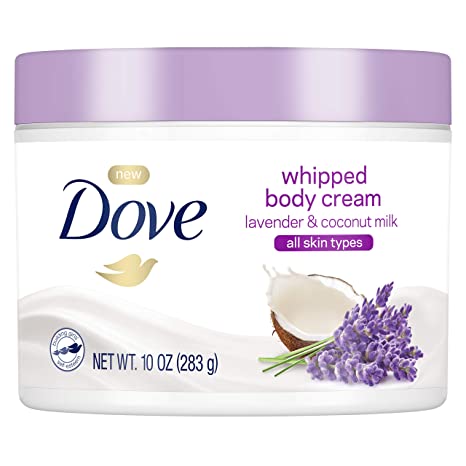 new
Dove
whipped
body cream
lavender & coconut milk
all skin types
NET WT. 10 OZ (283 g)